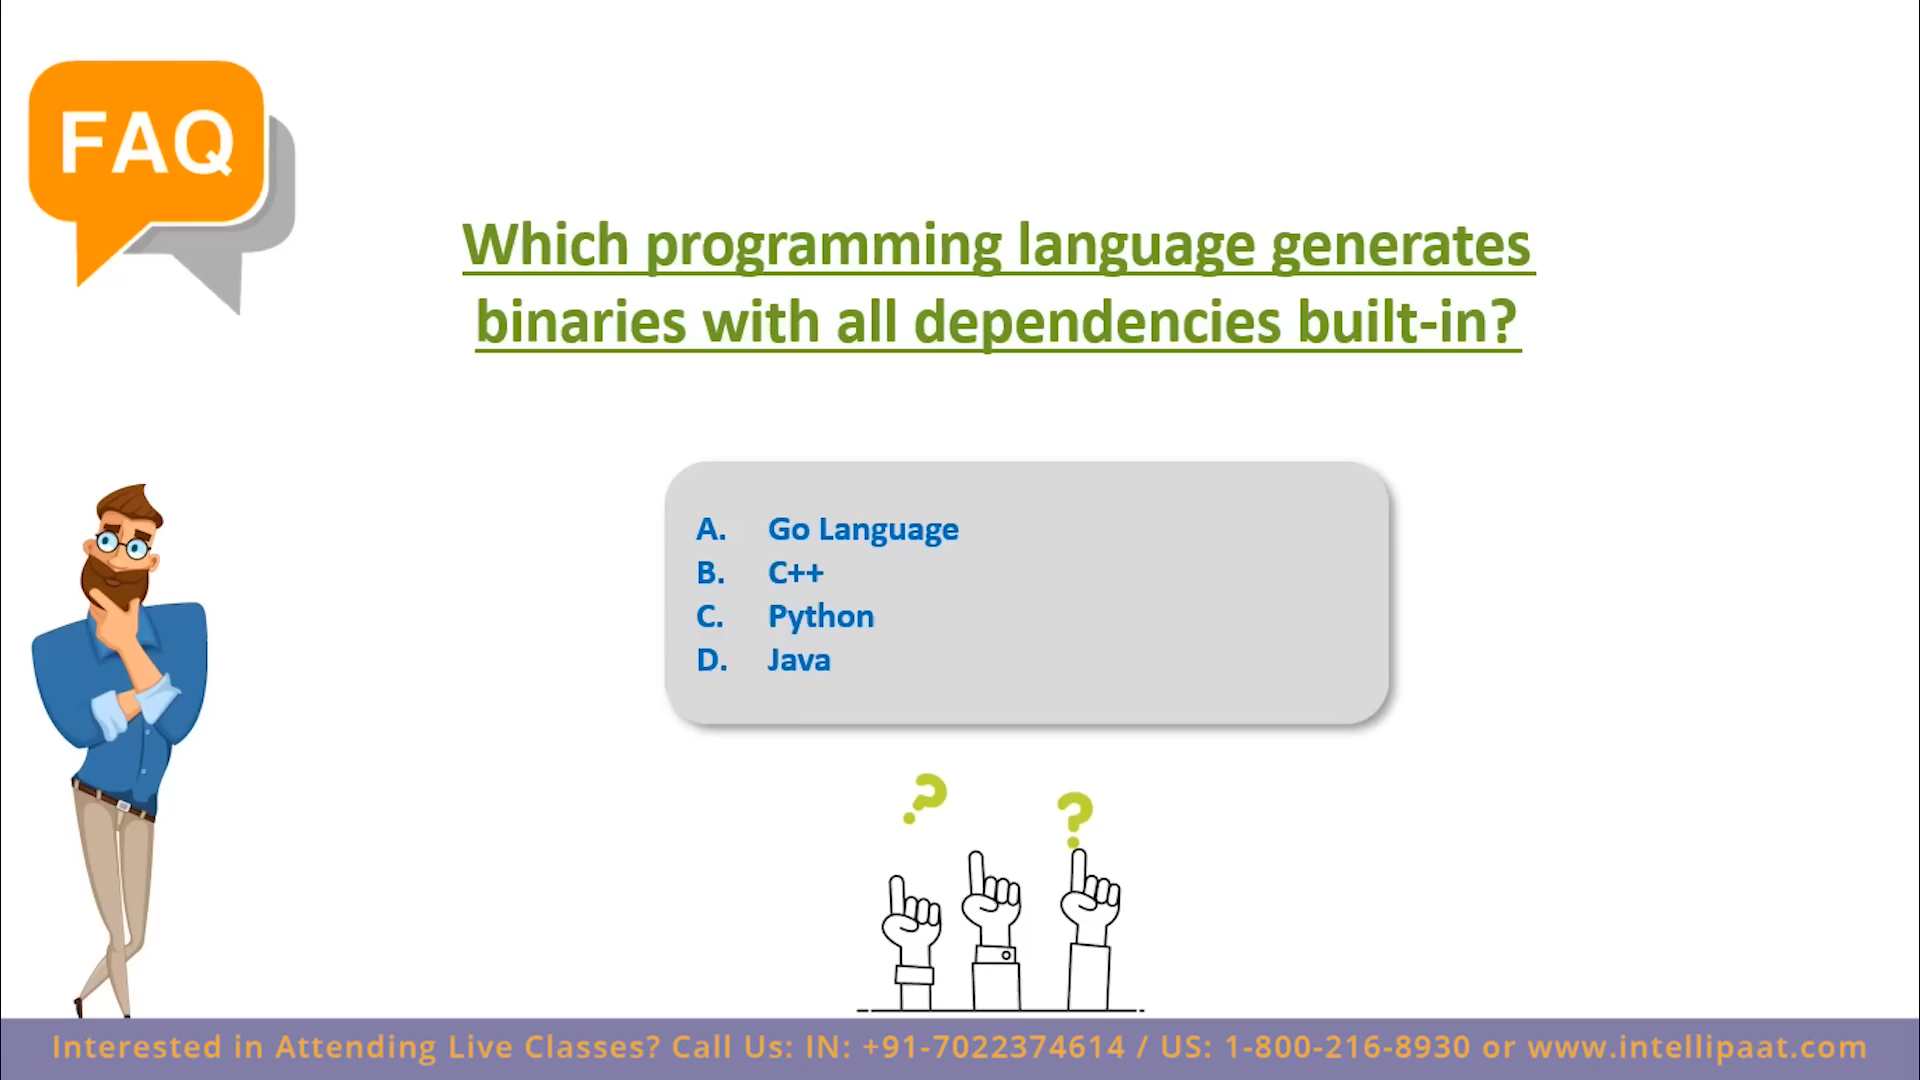 FAQ
Which programming language generates
binaries with all dependencies built-in?
A. Go Language
B. C++
C. Python
D. Java
? ?
Interested in Attending Live Classes? Call Us: IN: +91-7022374614 / US: 1-800-216-8930 or www.intellipaat.com